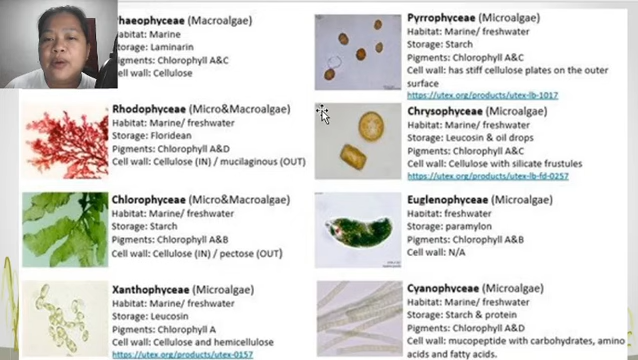 Phaeophyceae (Macroalgae)
Habitat: Marine
Storage: Laminarin
Pigments: Chlorophyll A&C
Cell wall: Cellulose
Rhodophyceae (Micro&Macroalgae)
Habitat: Marine/ freshwater
Storage: Floridean
Pigments: Chlorophyll A&D
Cell wall: Cellulose (IN) / mucilaginous (OUT)
Chlorophyceae (Micro&Macroalgae)
Habitat: Marine/ freshwater
Storage: Starch
Pigments: Chlorophyll A&B
Cell wall: Cellulose (IN) / pectose (OUT)
Xanthophyceae (Microalgae)
Habitat: Marine/ freshwater
Storage: Leucosin
Pigments: Chlorophyll A
Cell wall: Cellulose and hemicellulose
https://utex.org/products/utex-0157
Pyrrophyceae (Microalgae)
Habitat: Marine/ freshwater
Storage: Starch
Pigments: Chlorophyll A&C
Cell wall: has stiff cellulose plates on the outer
surface
https://utex.org/products/utex-lb-1017
Chrysophyceae (Microalgae)
Habitat: Marine/ freshwater
Storage: Leucosin & oil drops
Pigments: Chlorophyll A&C
Cell wall: Cellulose with silicate frustules
https://utex.org/products/utex-lb-fd-0257
Euglenophyceae (Microalgae)
Habitat: freshwater
Storage: paramylon
Pigments: Chlorophyll A&B
Cell wall: N/A
Cyanophyceae (Microalgae)
Habitat: Marine/ freshwater
Storage: Starch & protein
Pigments: Chlorophyll A&D
Cell wall: mucopeptide with carbohydrates, amino
acids and fatty acids.